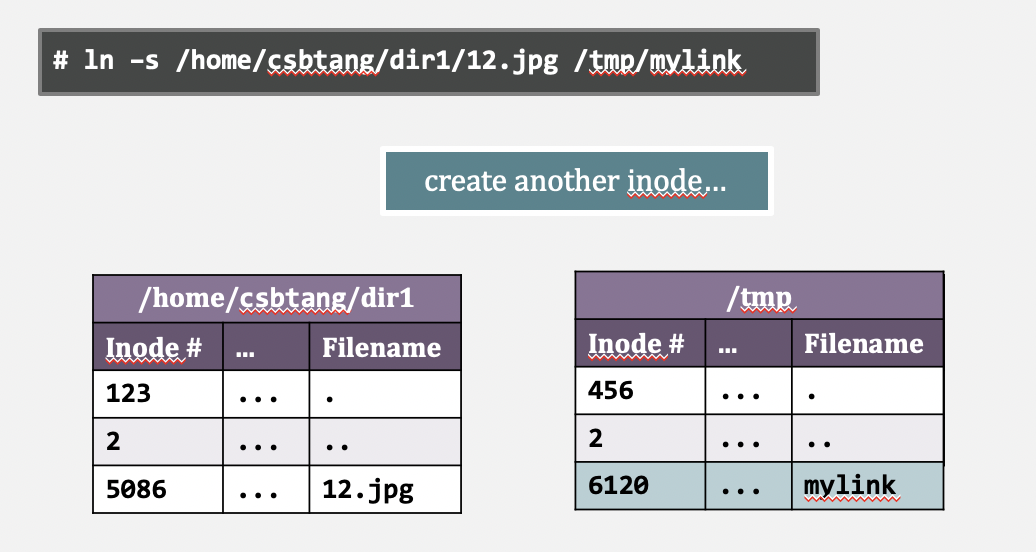 # ln –s /home/csbtang/dir1/12.jpg /tmp/mylink
create another inode…
/home/csbtang/dir1
Inode # … Filename
123 ... .
2 ... ..
5086 ... 12.jpg
/tmp
Inode # … Filename
456 ... .
2 ... ..
6120 ... mylink